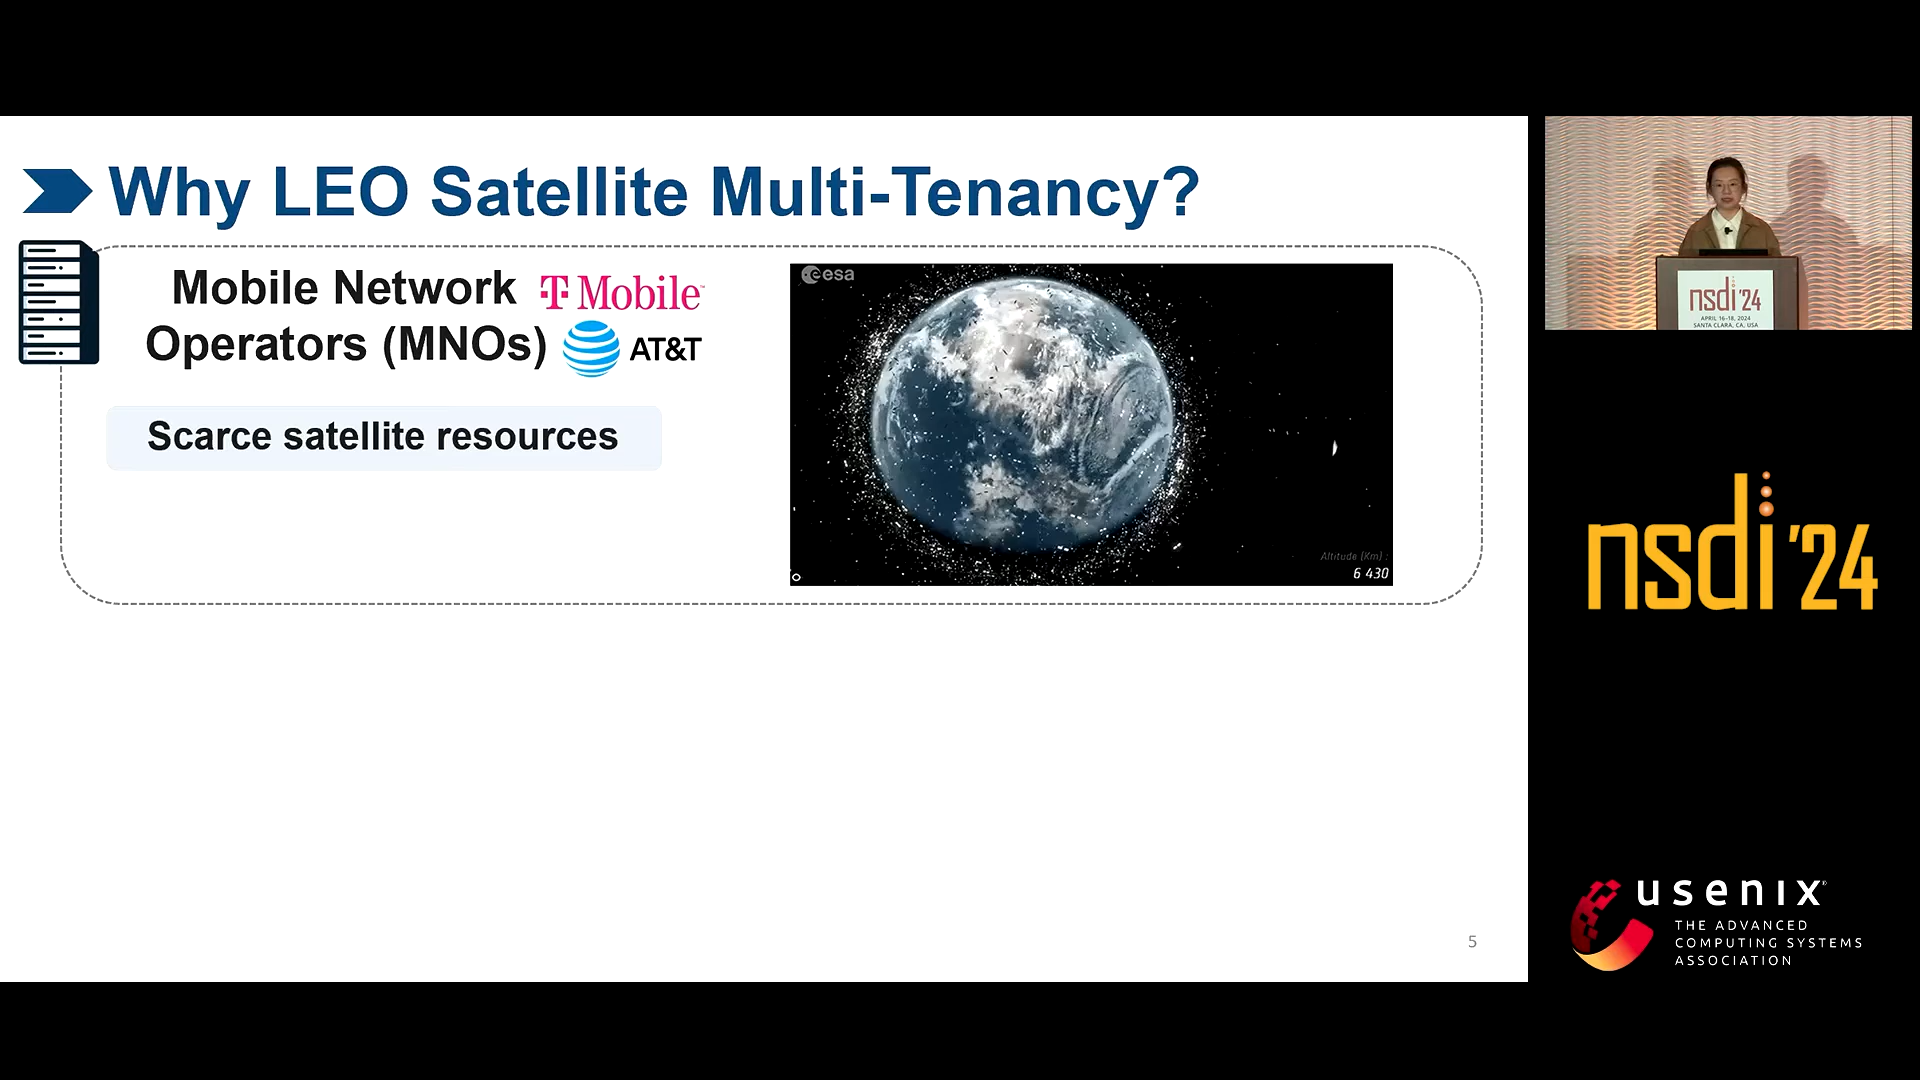 Why LEO Satellite Multi-Tenancy?
Mobile Network
Operators (MNOs)
T Mobile
AT&T
Scarce satellite resources
esa
Altitude (Km) :
6 430
5
nsdi '24
APRIL 16–18, 2024
SANTA CLARA, CA, USA
nsdi '24
usenix
THE ADVANCED
COMPUTING SYSTEMS
ASSOCIATION